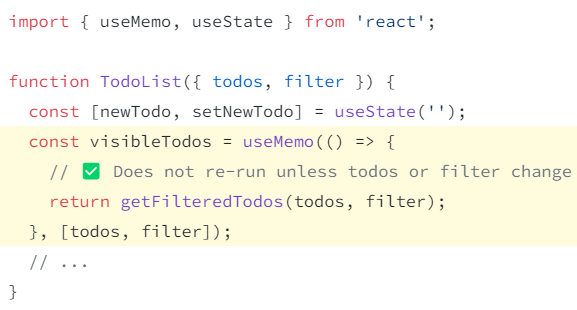 import { useMemo, useState } from 'react';
function TodoList({ todos, filter }) {
const [newTodo, setNewTodo] = useState('');
const visibleTodos = useMemo(() => {
// ✅ Does not re-run unless todos or filter change
return getFilteredTodos(todos, filter);
}, [todos, filter]);
// ...
}